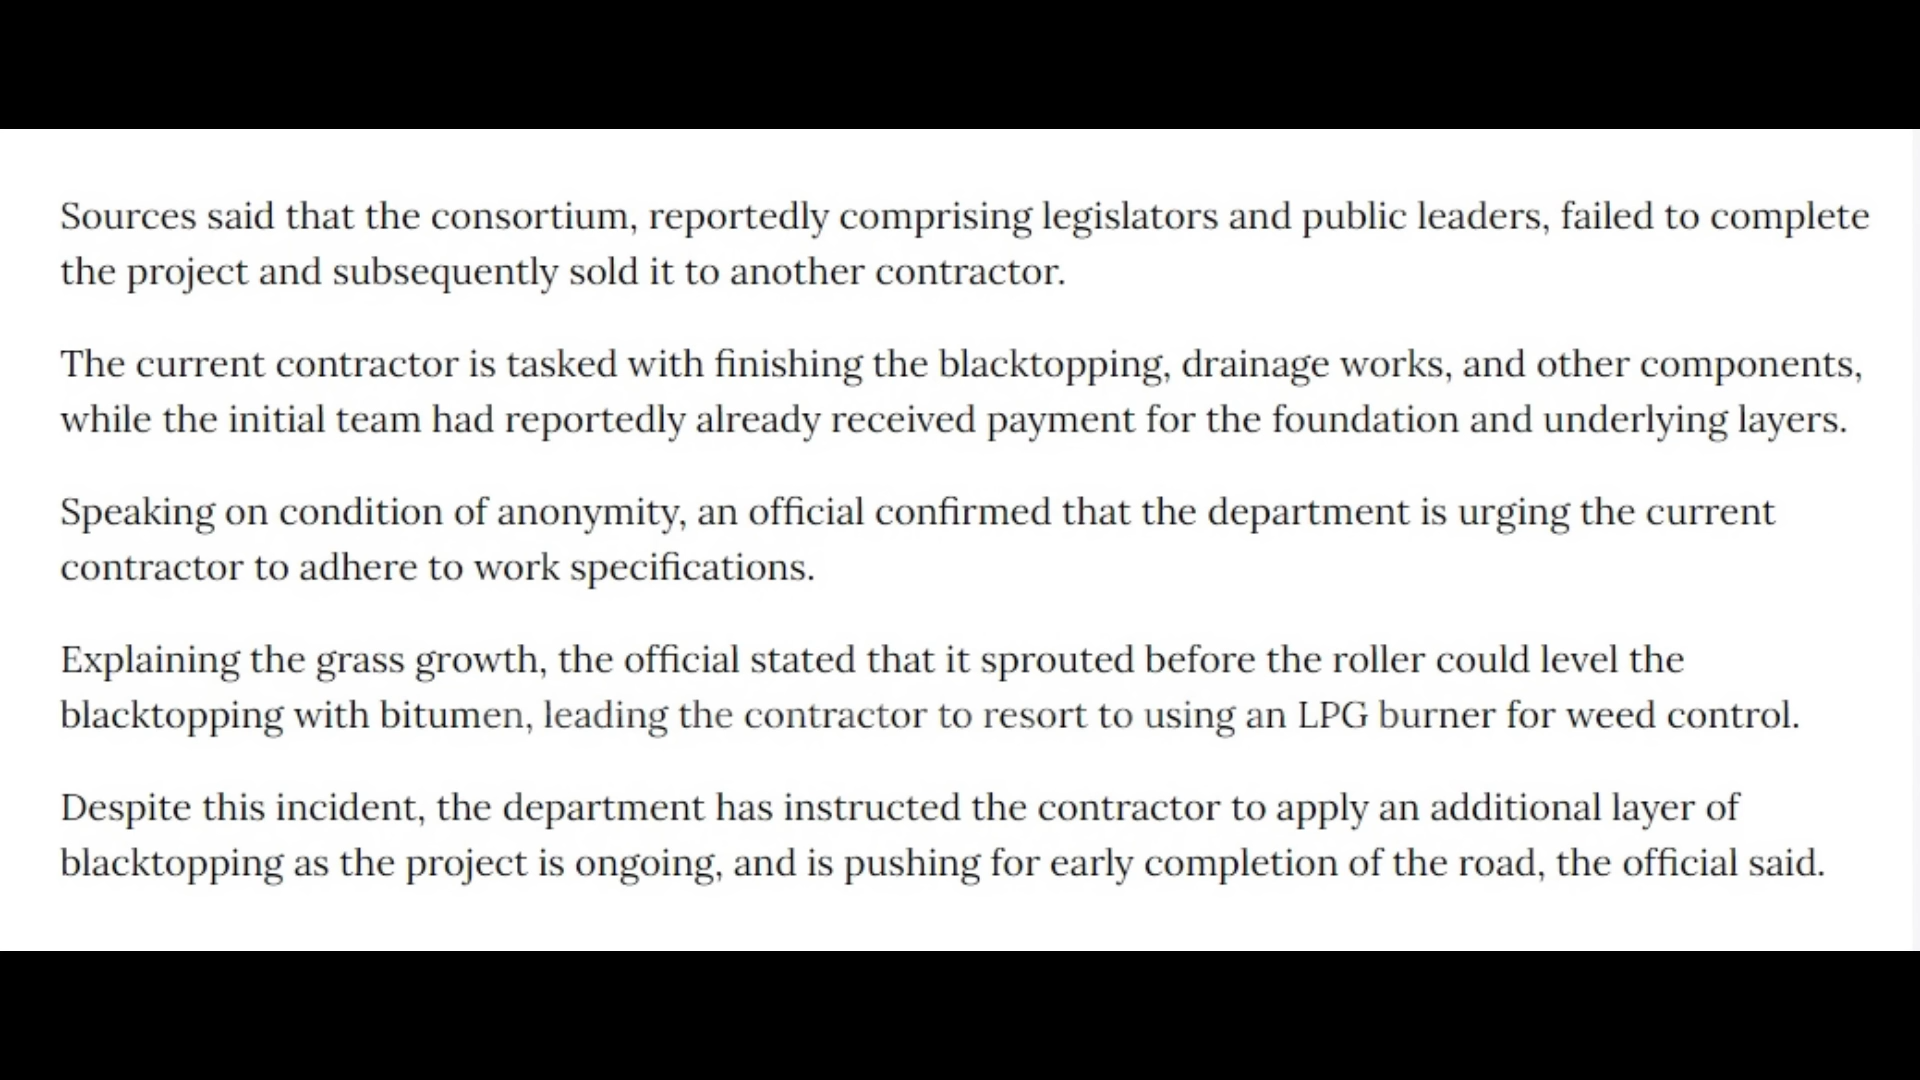 Sources said that the consortium, reportedly comprising legislators and public leaders, failed to complete
the project and subsequently sold it to another contractor.
The current contractor is tasked with finishing the blacktopping, drainage works, and other components,
while the initial team had reportedly already received payment for the foundation and underlying layers.
Speaking on condition of anonymity, an official confirmed that the department is urging the current
contractor to adhere to work specifications.
Explaining the grass growth, the official stated that it sprouted before the roller could level the
blacktopping with bitumen, leading the contractor to resort to using an LPG burner for weed control.
Despite this incident, the department has instructed the contractor to apply an additional layer of
blacktopping as the project is ongoing, and is pushing for early completion of the road, the official said.